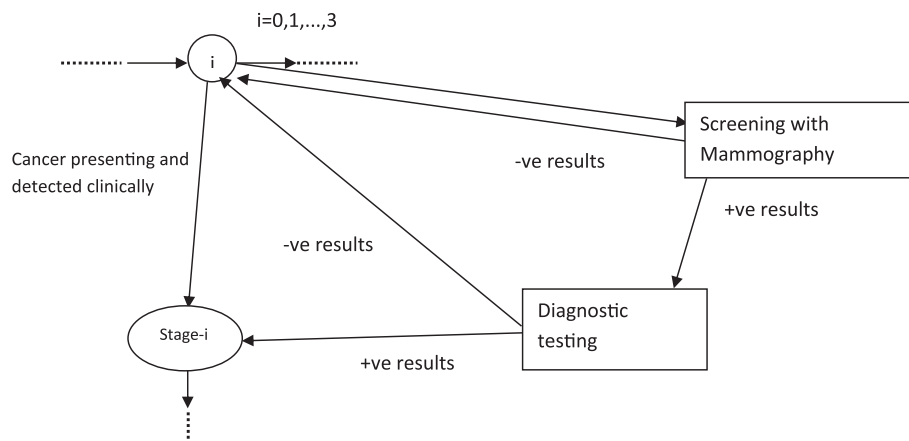 i=0,1,...,3
i
Screening with
Mammography
Cancer presenting and
detected clinically
-ve results
+ve results
-ve results
Diagnostic
testing
Stage-i
+ve results